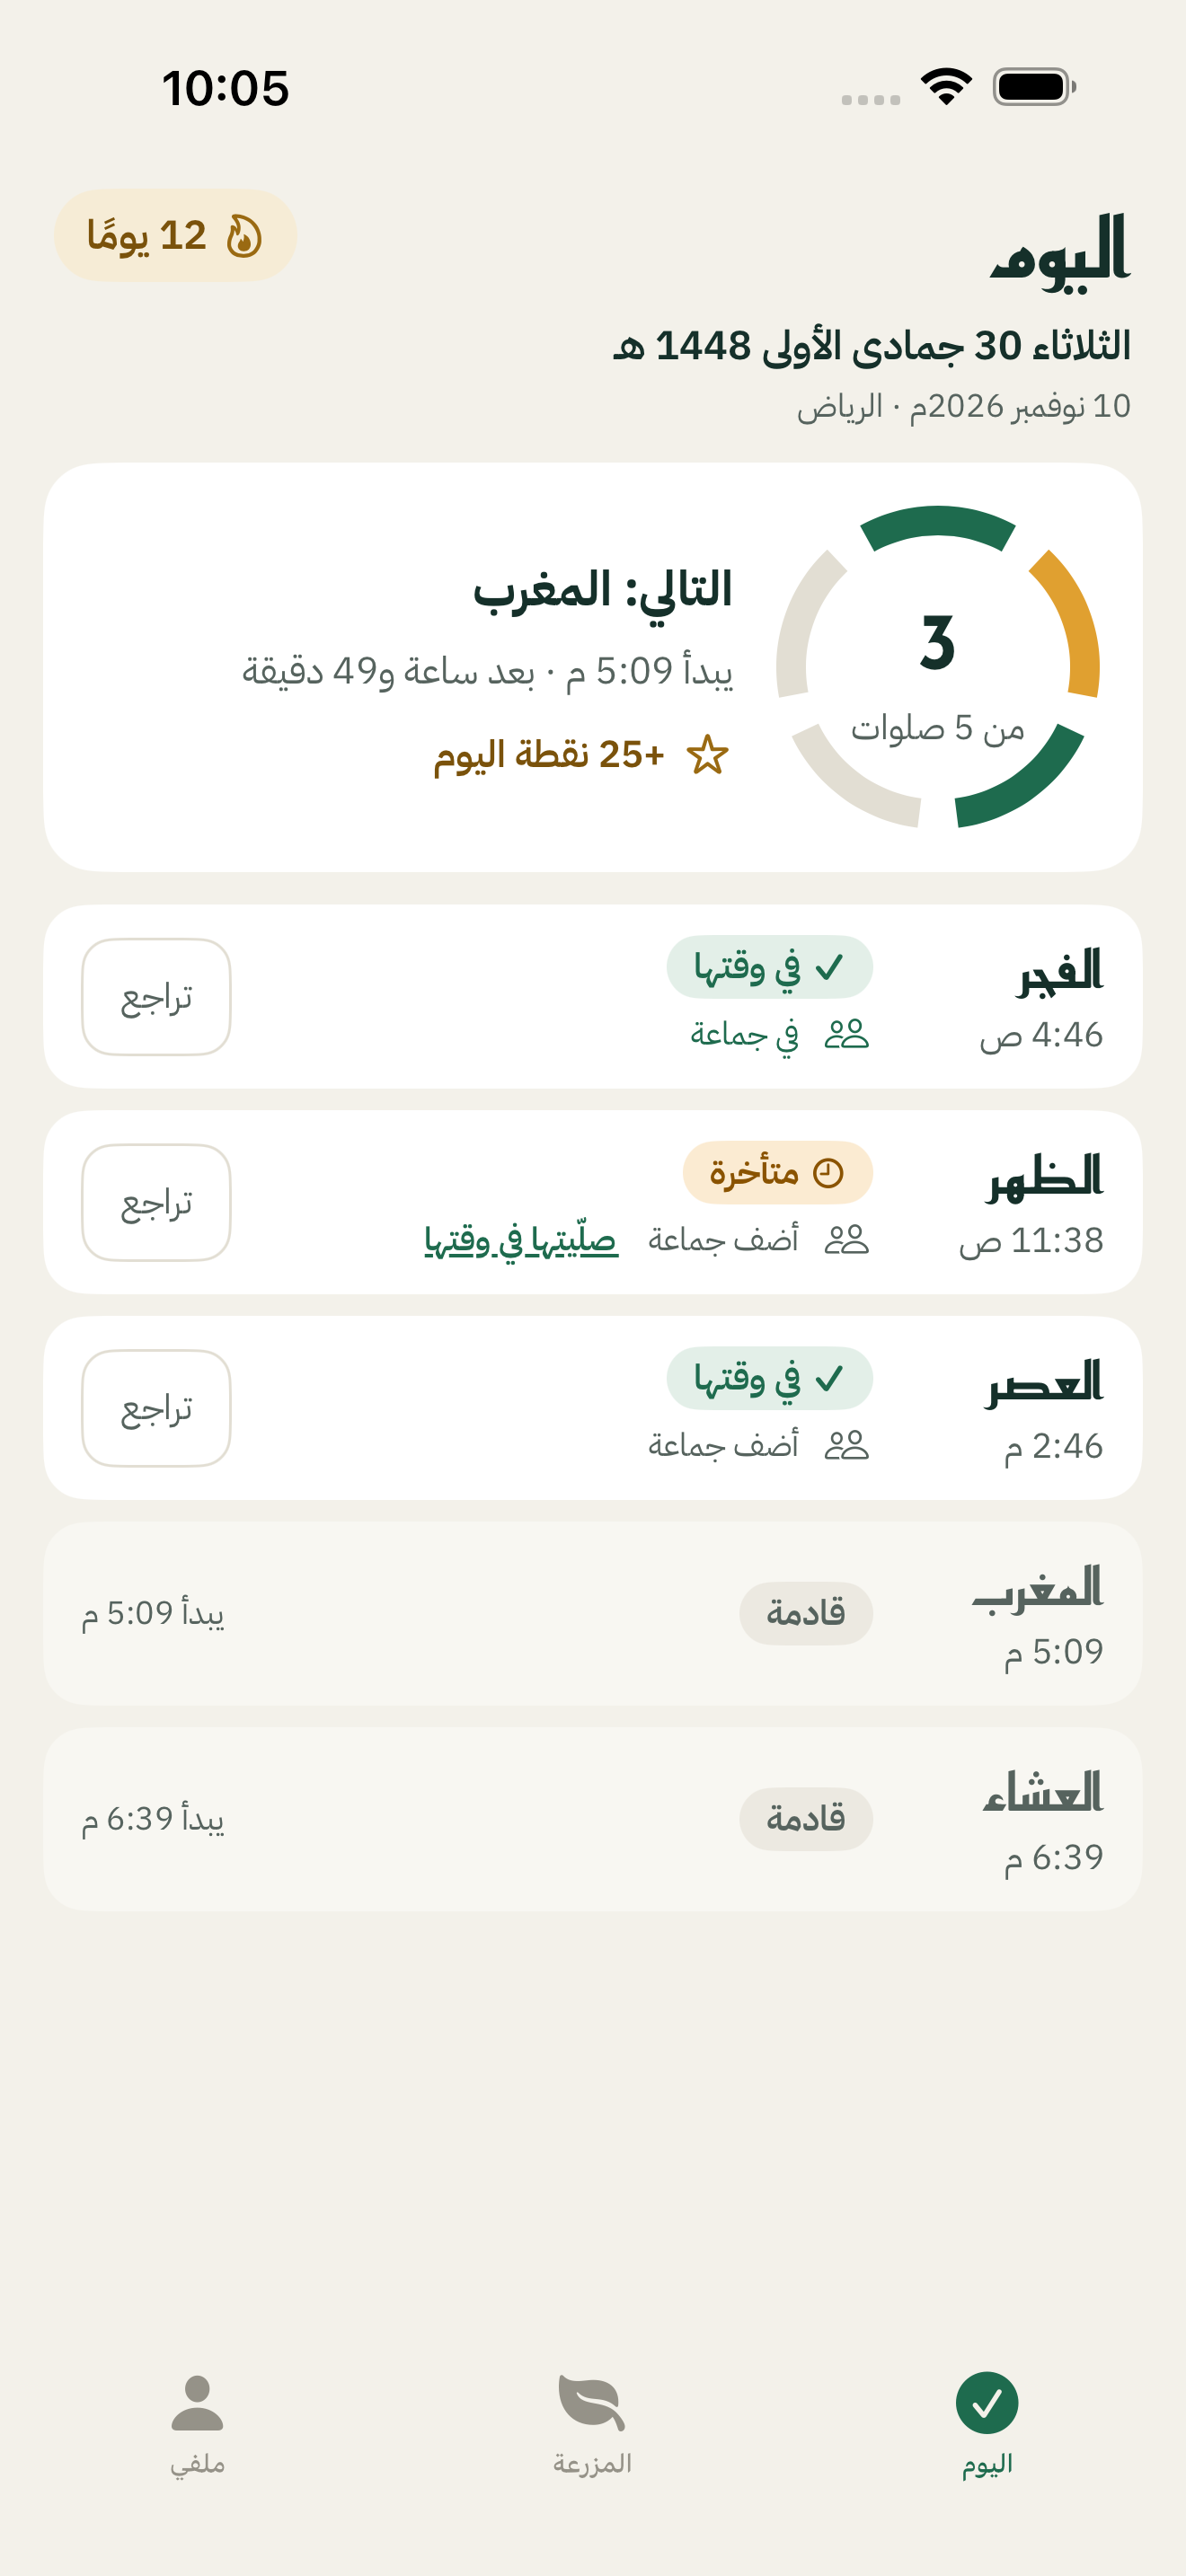 10:05
اليوم
12 يومًا
الثلاثاء 30 جمادى الأولى 1448 هـ
10 نوفمبر 2026م · الرياض
3
من 5 صلوات
التالي: المغرب
يبدأ 5:09 م · بعد ساعة و49 دقيقة
+25 نقطة اليوم
الفجر
4:46 ص
في وقتها
في جماعة
تراجع
الظهر
11:38 ص
متأخرة
أضف جماعة صلّيتها في وقتها
تراجع
العصر
2:46 م
في وقتها
أضف جماعة
تراجع
المغرب
5:09 م
قادمة
يبدأ 5:09 م
العشاء
6:39 م
قادمة
يبدأ 6:39 م
اليوم
المزرعة
ملفي